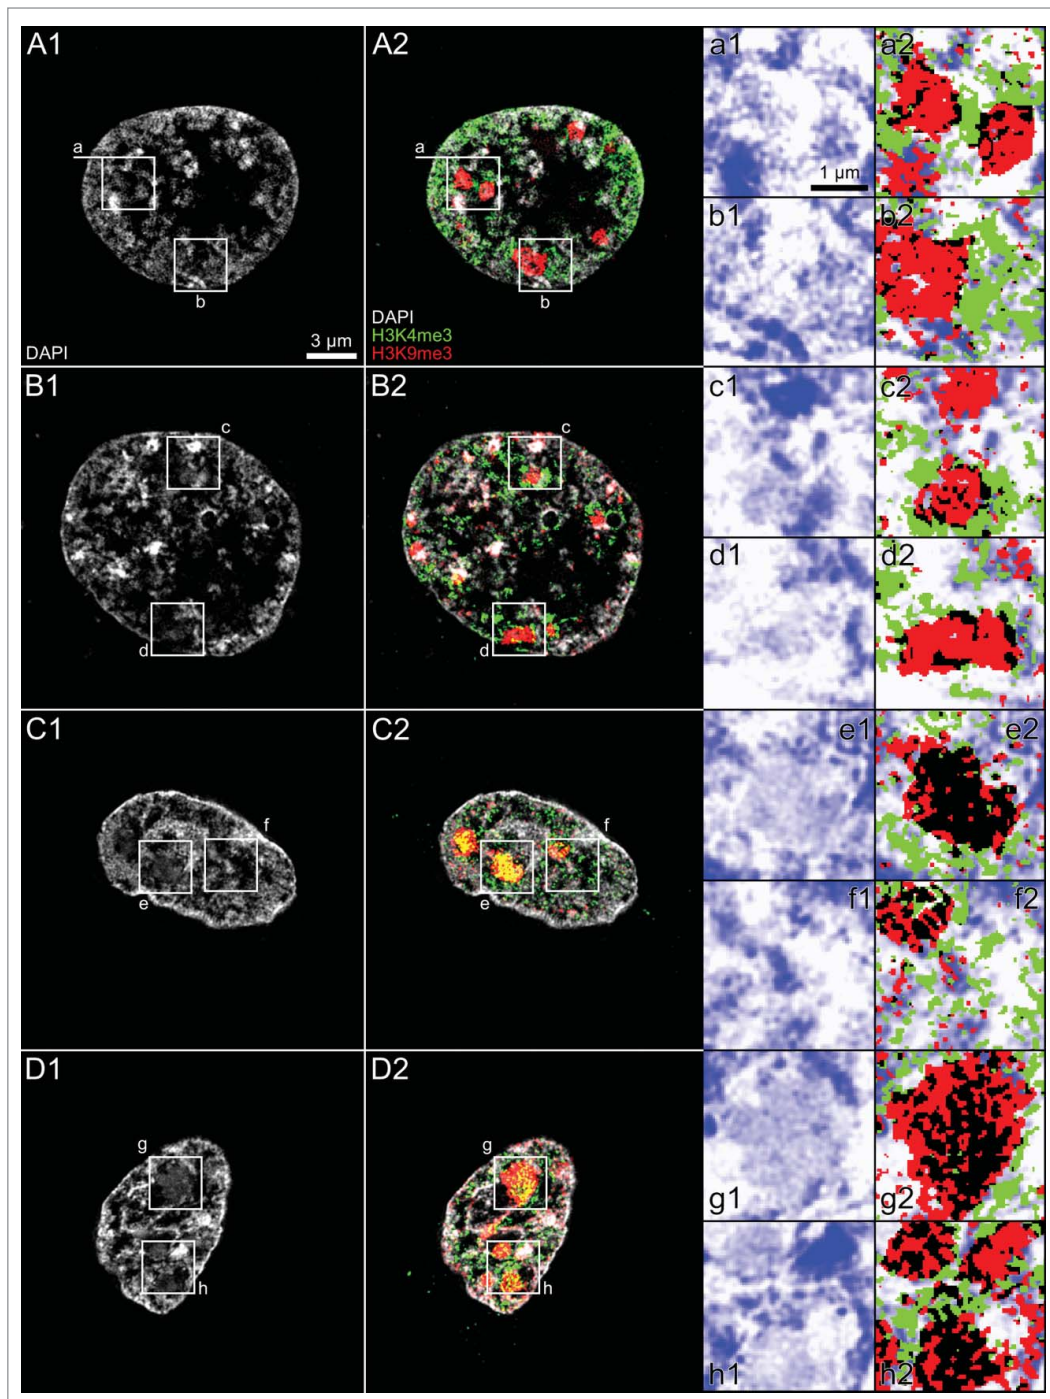 A1
A2
a1
a2
a
a
1 µm
b1
b2
b
b
DAPI
H3K4me3
H3K9me3
DAPI
3 µm
B1
B2
c1
c2
c
c
d1
d2
d
d
C1
C2
e1
e2
f
f
e
e
f1
f2
D1
D2
g
g
g1
g2
h
h
h1
h2